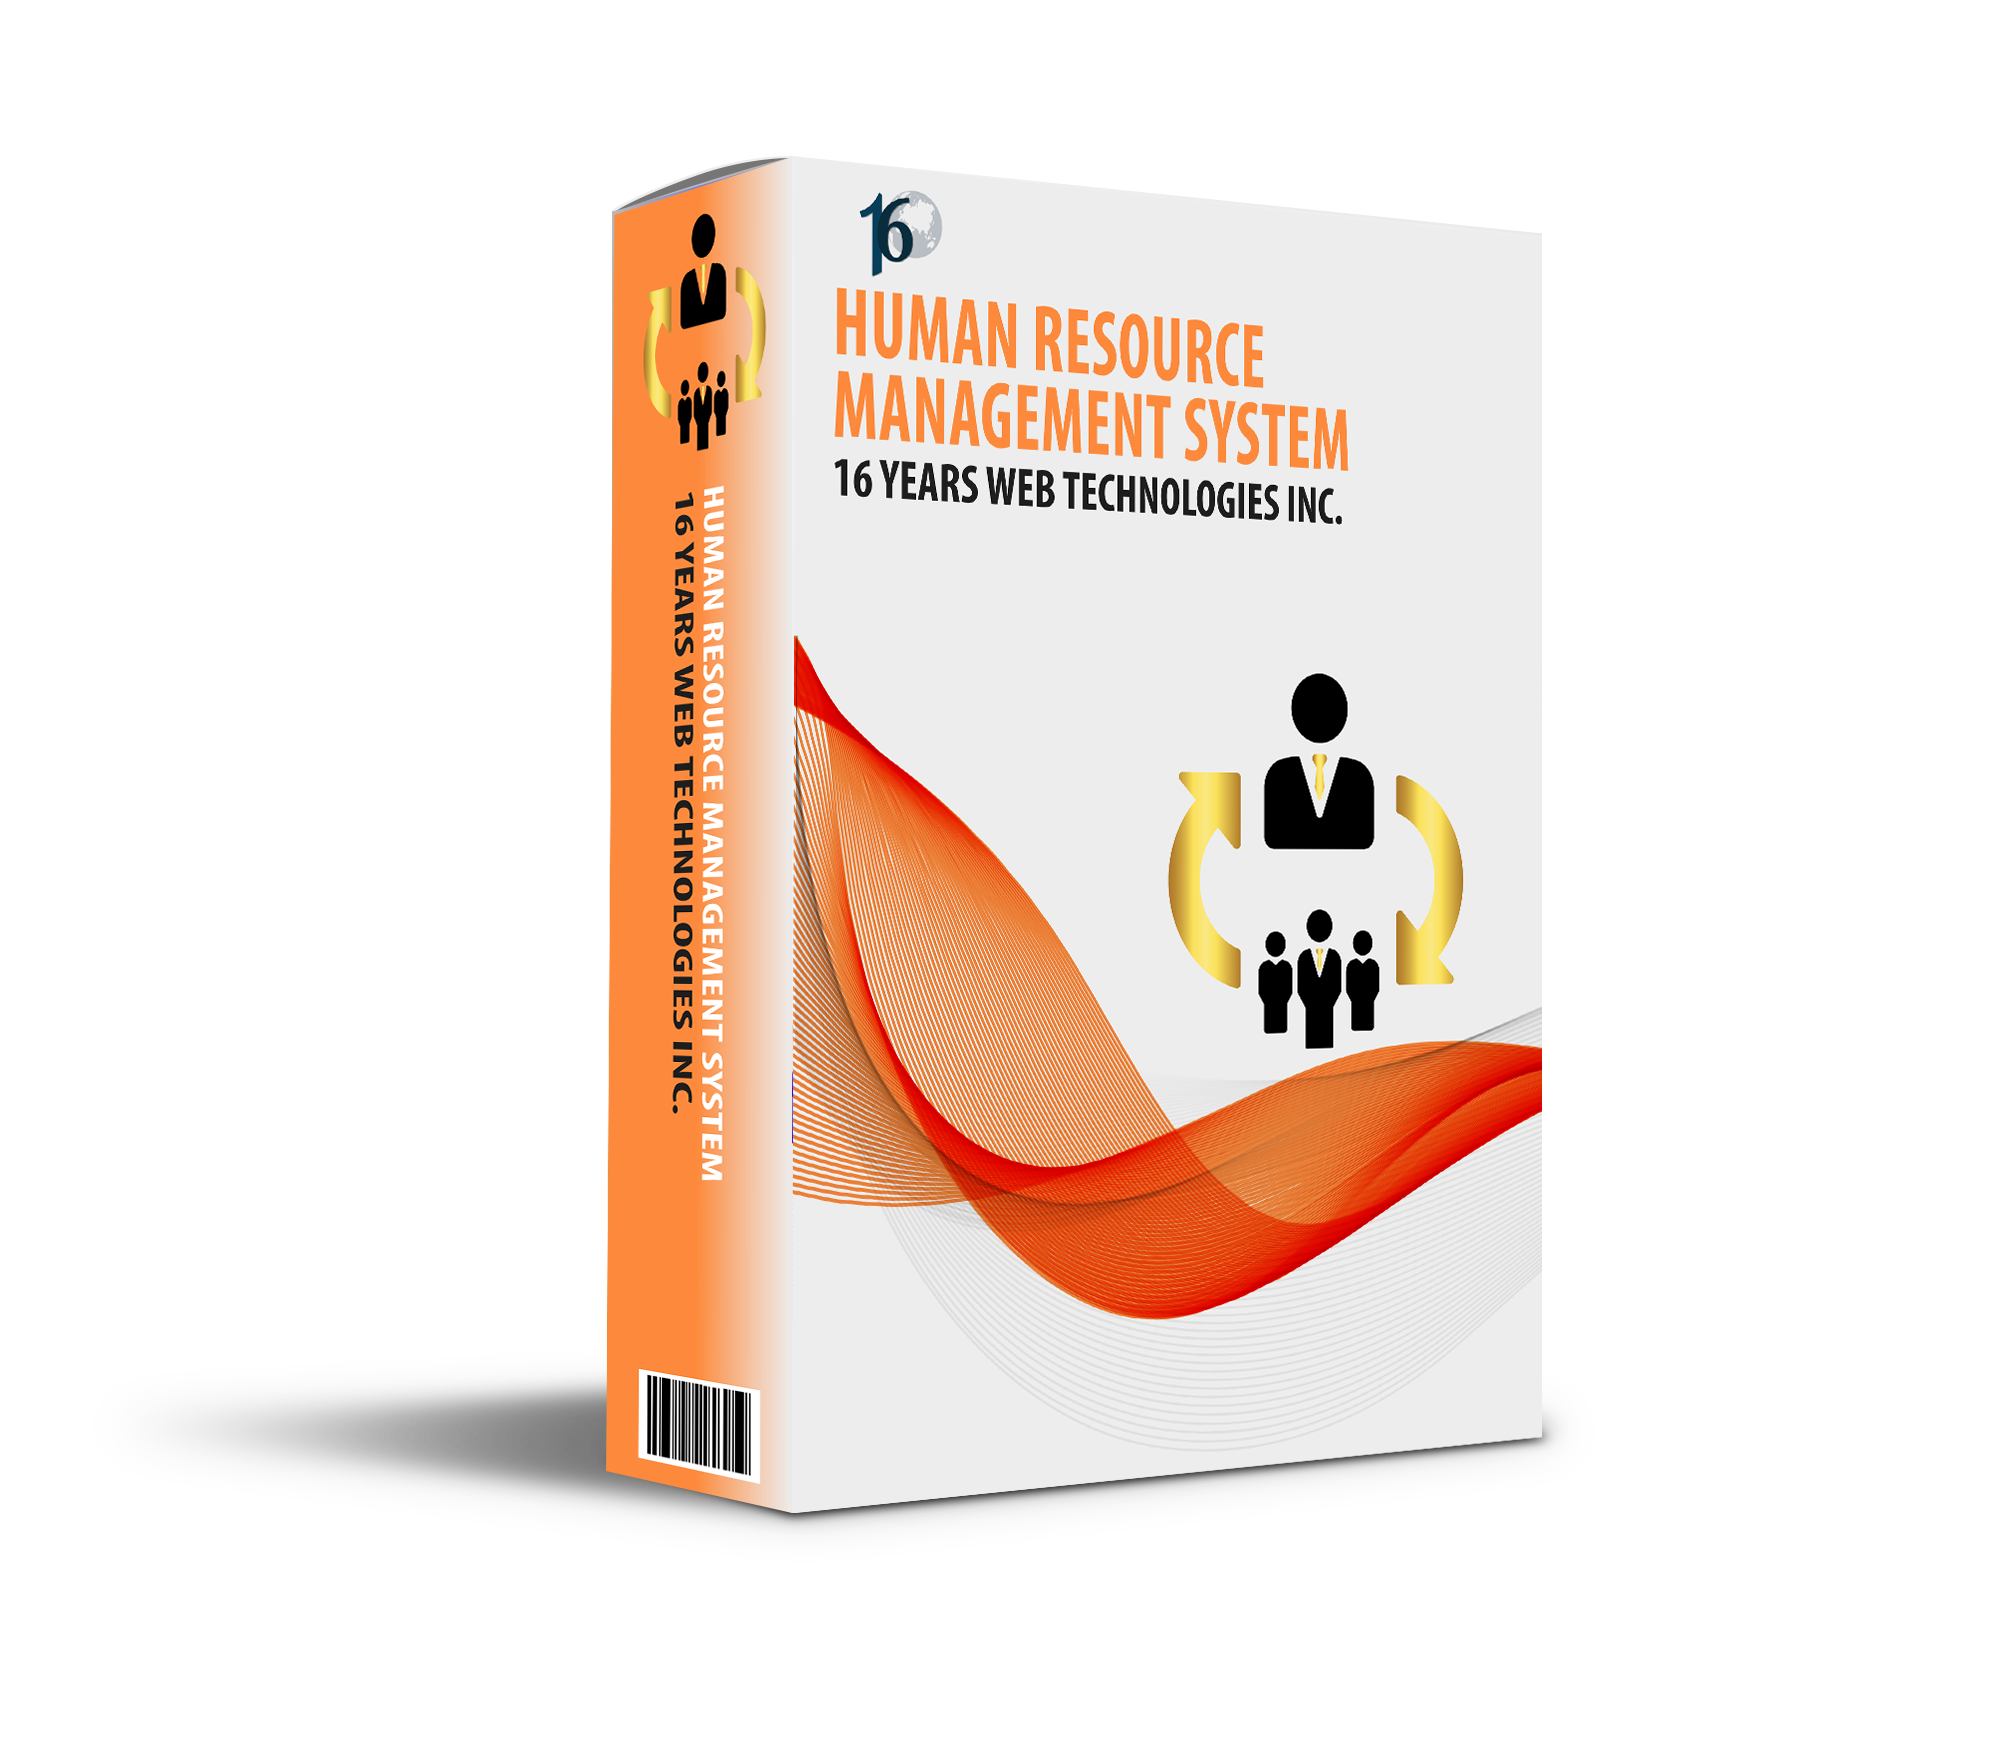 16
HUMAN RESOURCE
MANAGEMENT SYSTEM
16 YEARS WEB TECHNOLOGIES INC.
HUMAN RESOURCE MANAGEMENT SYSTEM
16 YEARS WEB TECHNOLOGIES INC.